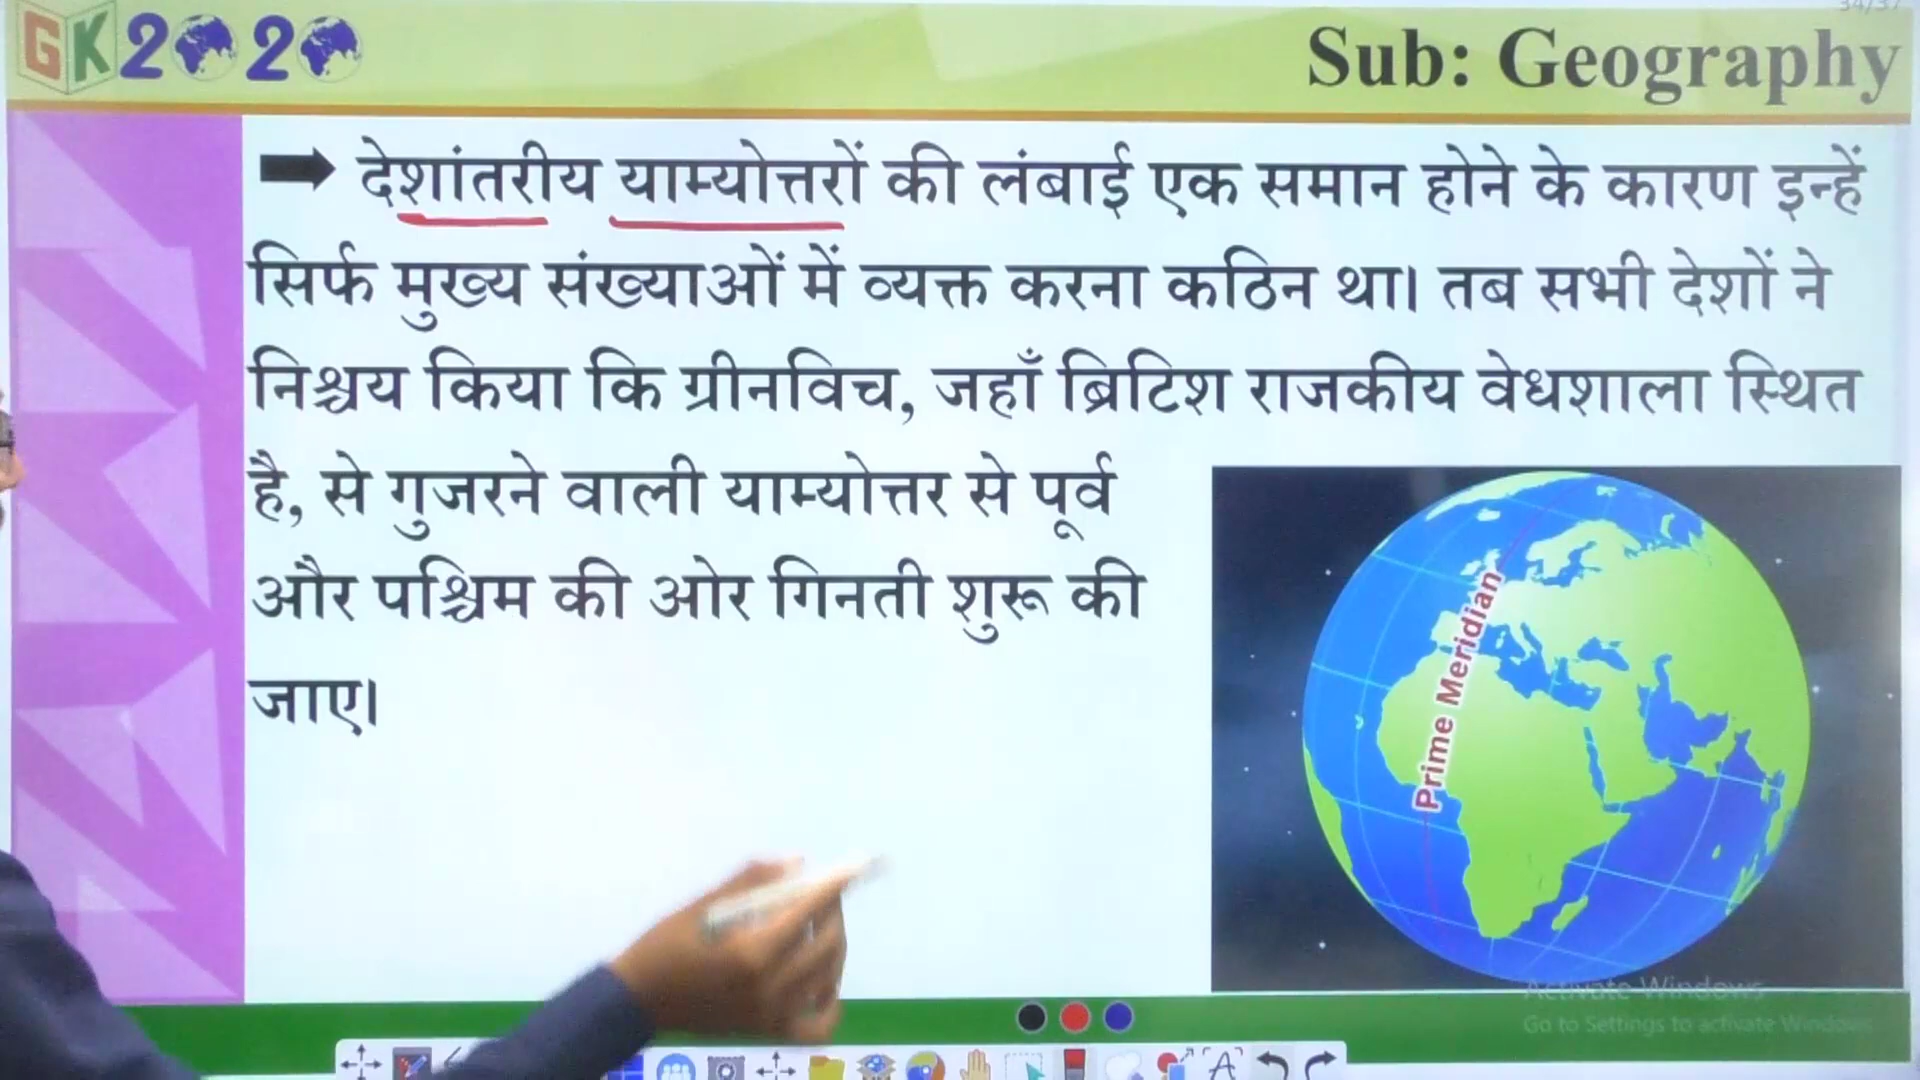 GK2020
Sub: Geography
देशांतरीय याम्योत्तरों की लंबाई एक समान होने के कारण इन्हें
सिर्फ मुख्य संख्याओं में व्यक्त करना कठिन था। तब सभी देशों ने
निश्चय किया कि ग्रीनविच, जहाँ ब्रिटिश राजकीय वेधशाला स्थित
है, से गुजरने वाली याम्योत्तर से पूर्व
और पश्चिम की ओर गिनती शुरू की
जाए।
Prime Meridian
Activate Windows
Go to Settings to activate Windows